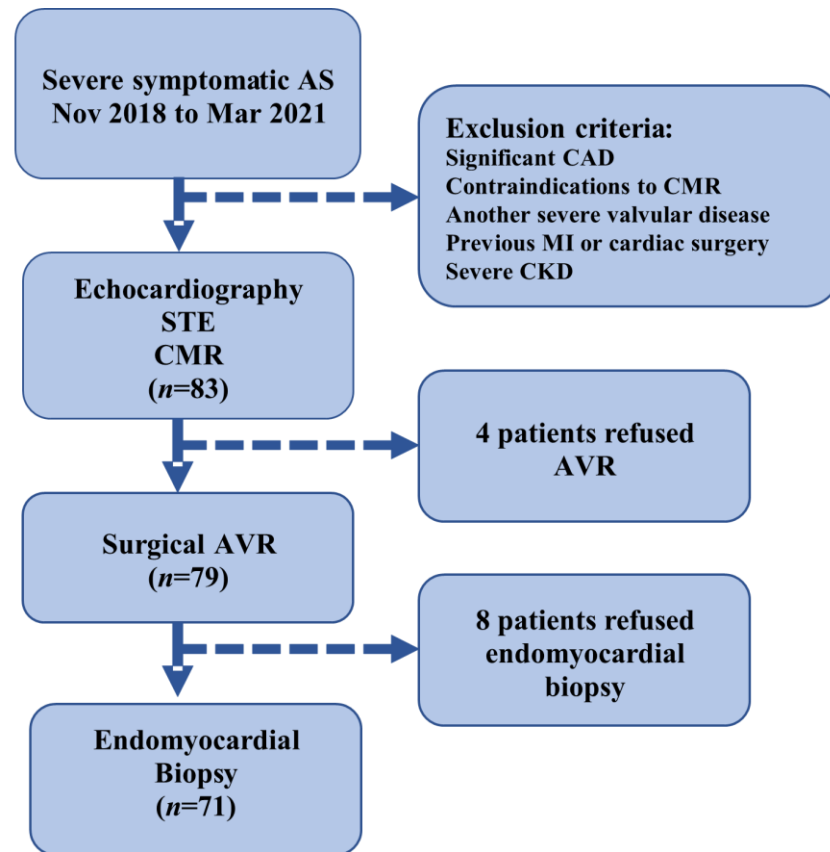 Severe symptomatic AS
Nov 2018 to Mar 2021
Exclusion criteria:
Significant CAD
Contraindications to CMR
Another severe valvular disease
Previous MI or cardiac surgery
Severe CKD
Echocardiography
STE
CMR
(n=83)
4 patients refused
AVR
Surgical AVR
(n=79)
8 patients refused
endomyocardial
biopsy
Endomyocardial
Biopsy
(n=71)